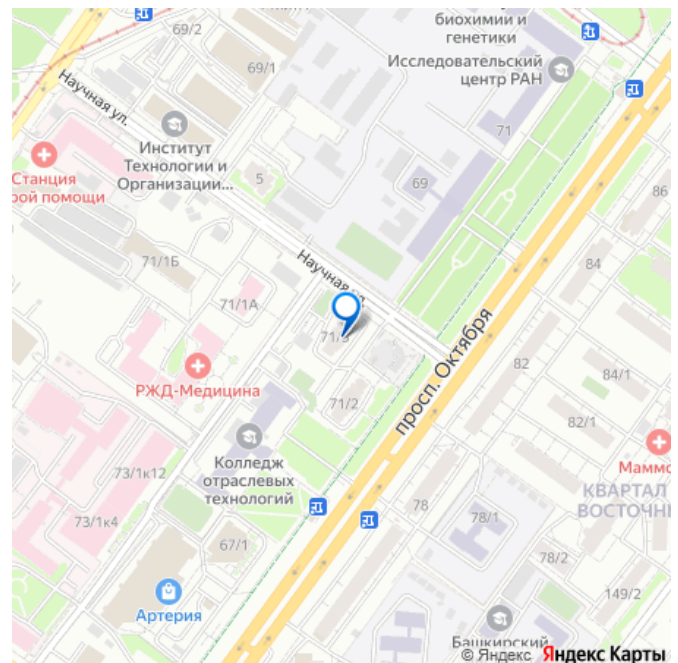 биохимии и
генетики
69/2
Исследовательский
центр РАН
69/1
Научная ул.
Институт
Технологии и
Организации...
71
Станция
рой помощи
5
69
86
71/1Б
Научная ул.
84
71/1А
71/3
просп. Октября
82
84/1
РЖД-Медицина
71/2
82/1
Маммо
Колледж
отраслевых
технологий
73/1к12
КВАРТАЛ
ВОСТОЧНЫ
78
73/1к4
78/1
67/1
78/2
149/2
Артерия
Башкирский
© Яндекс Яндекс Карты